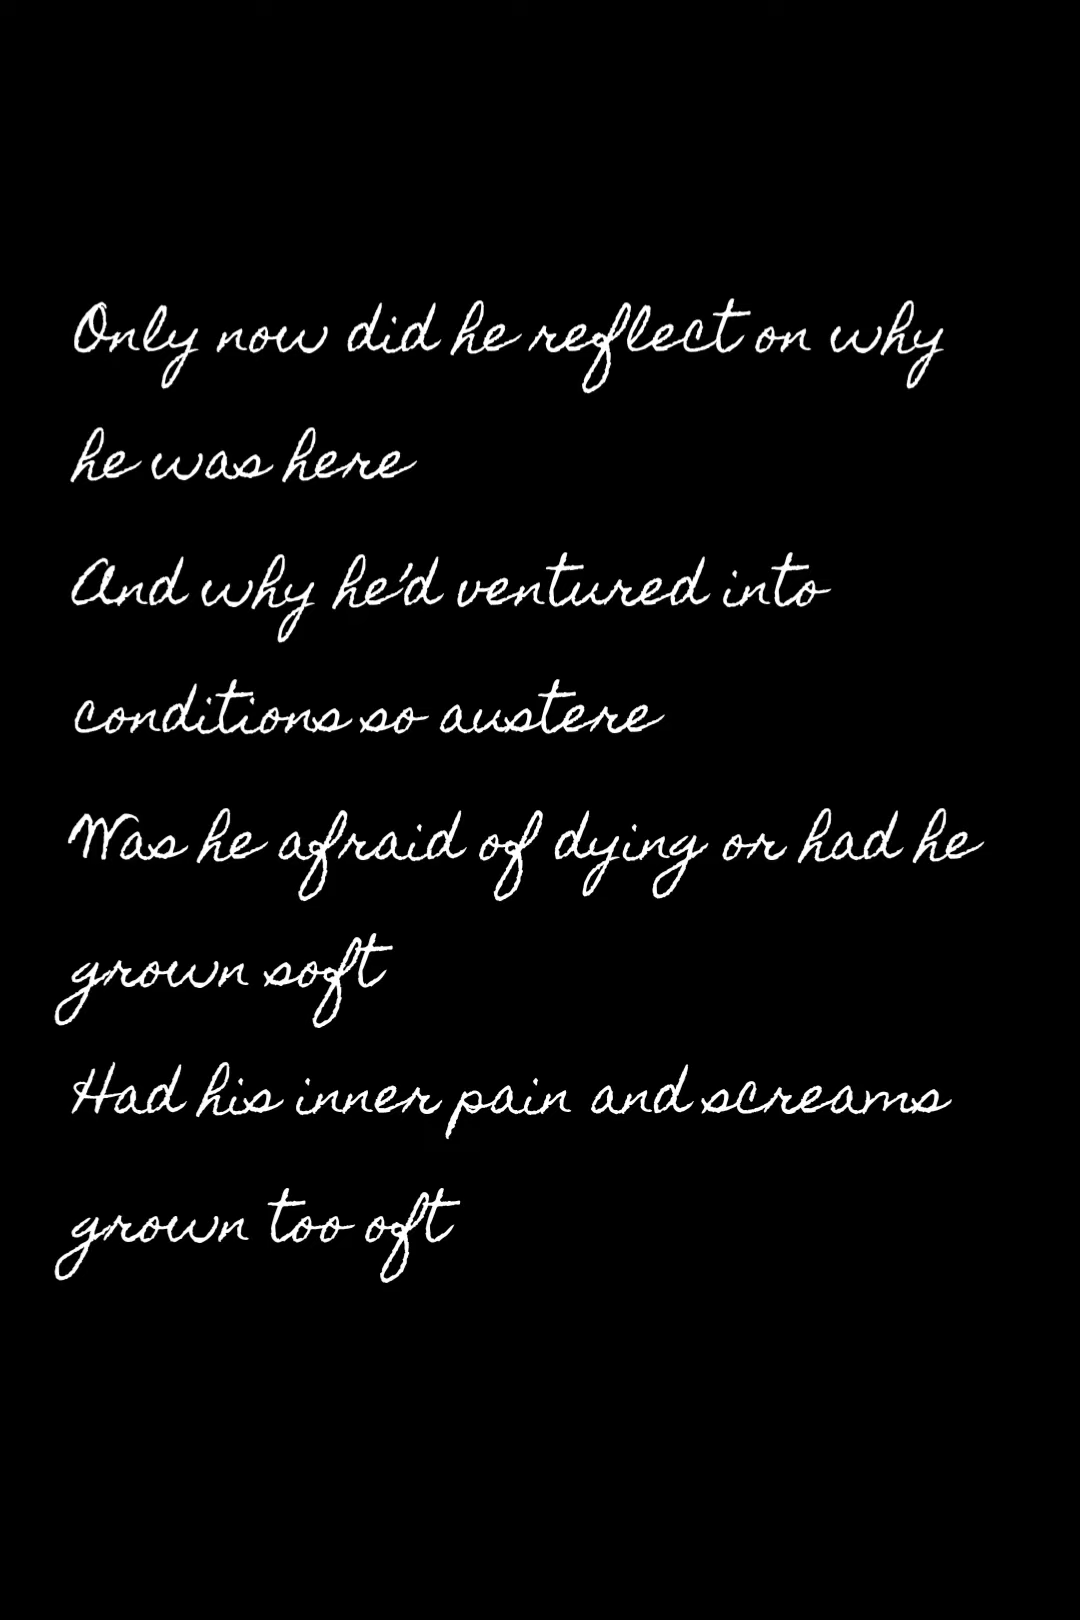 Only now did he reflect on why
he was here
And why he'd ventured into
conditions so austere
Was he afraid of dying or had he
grown soft
Had his inner pain and screams
grown too oft